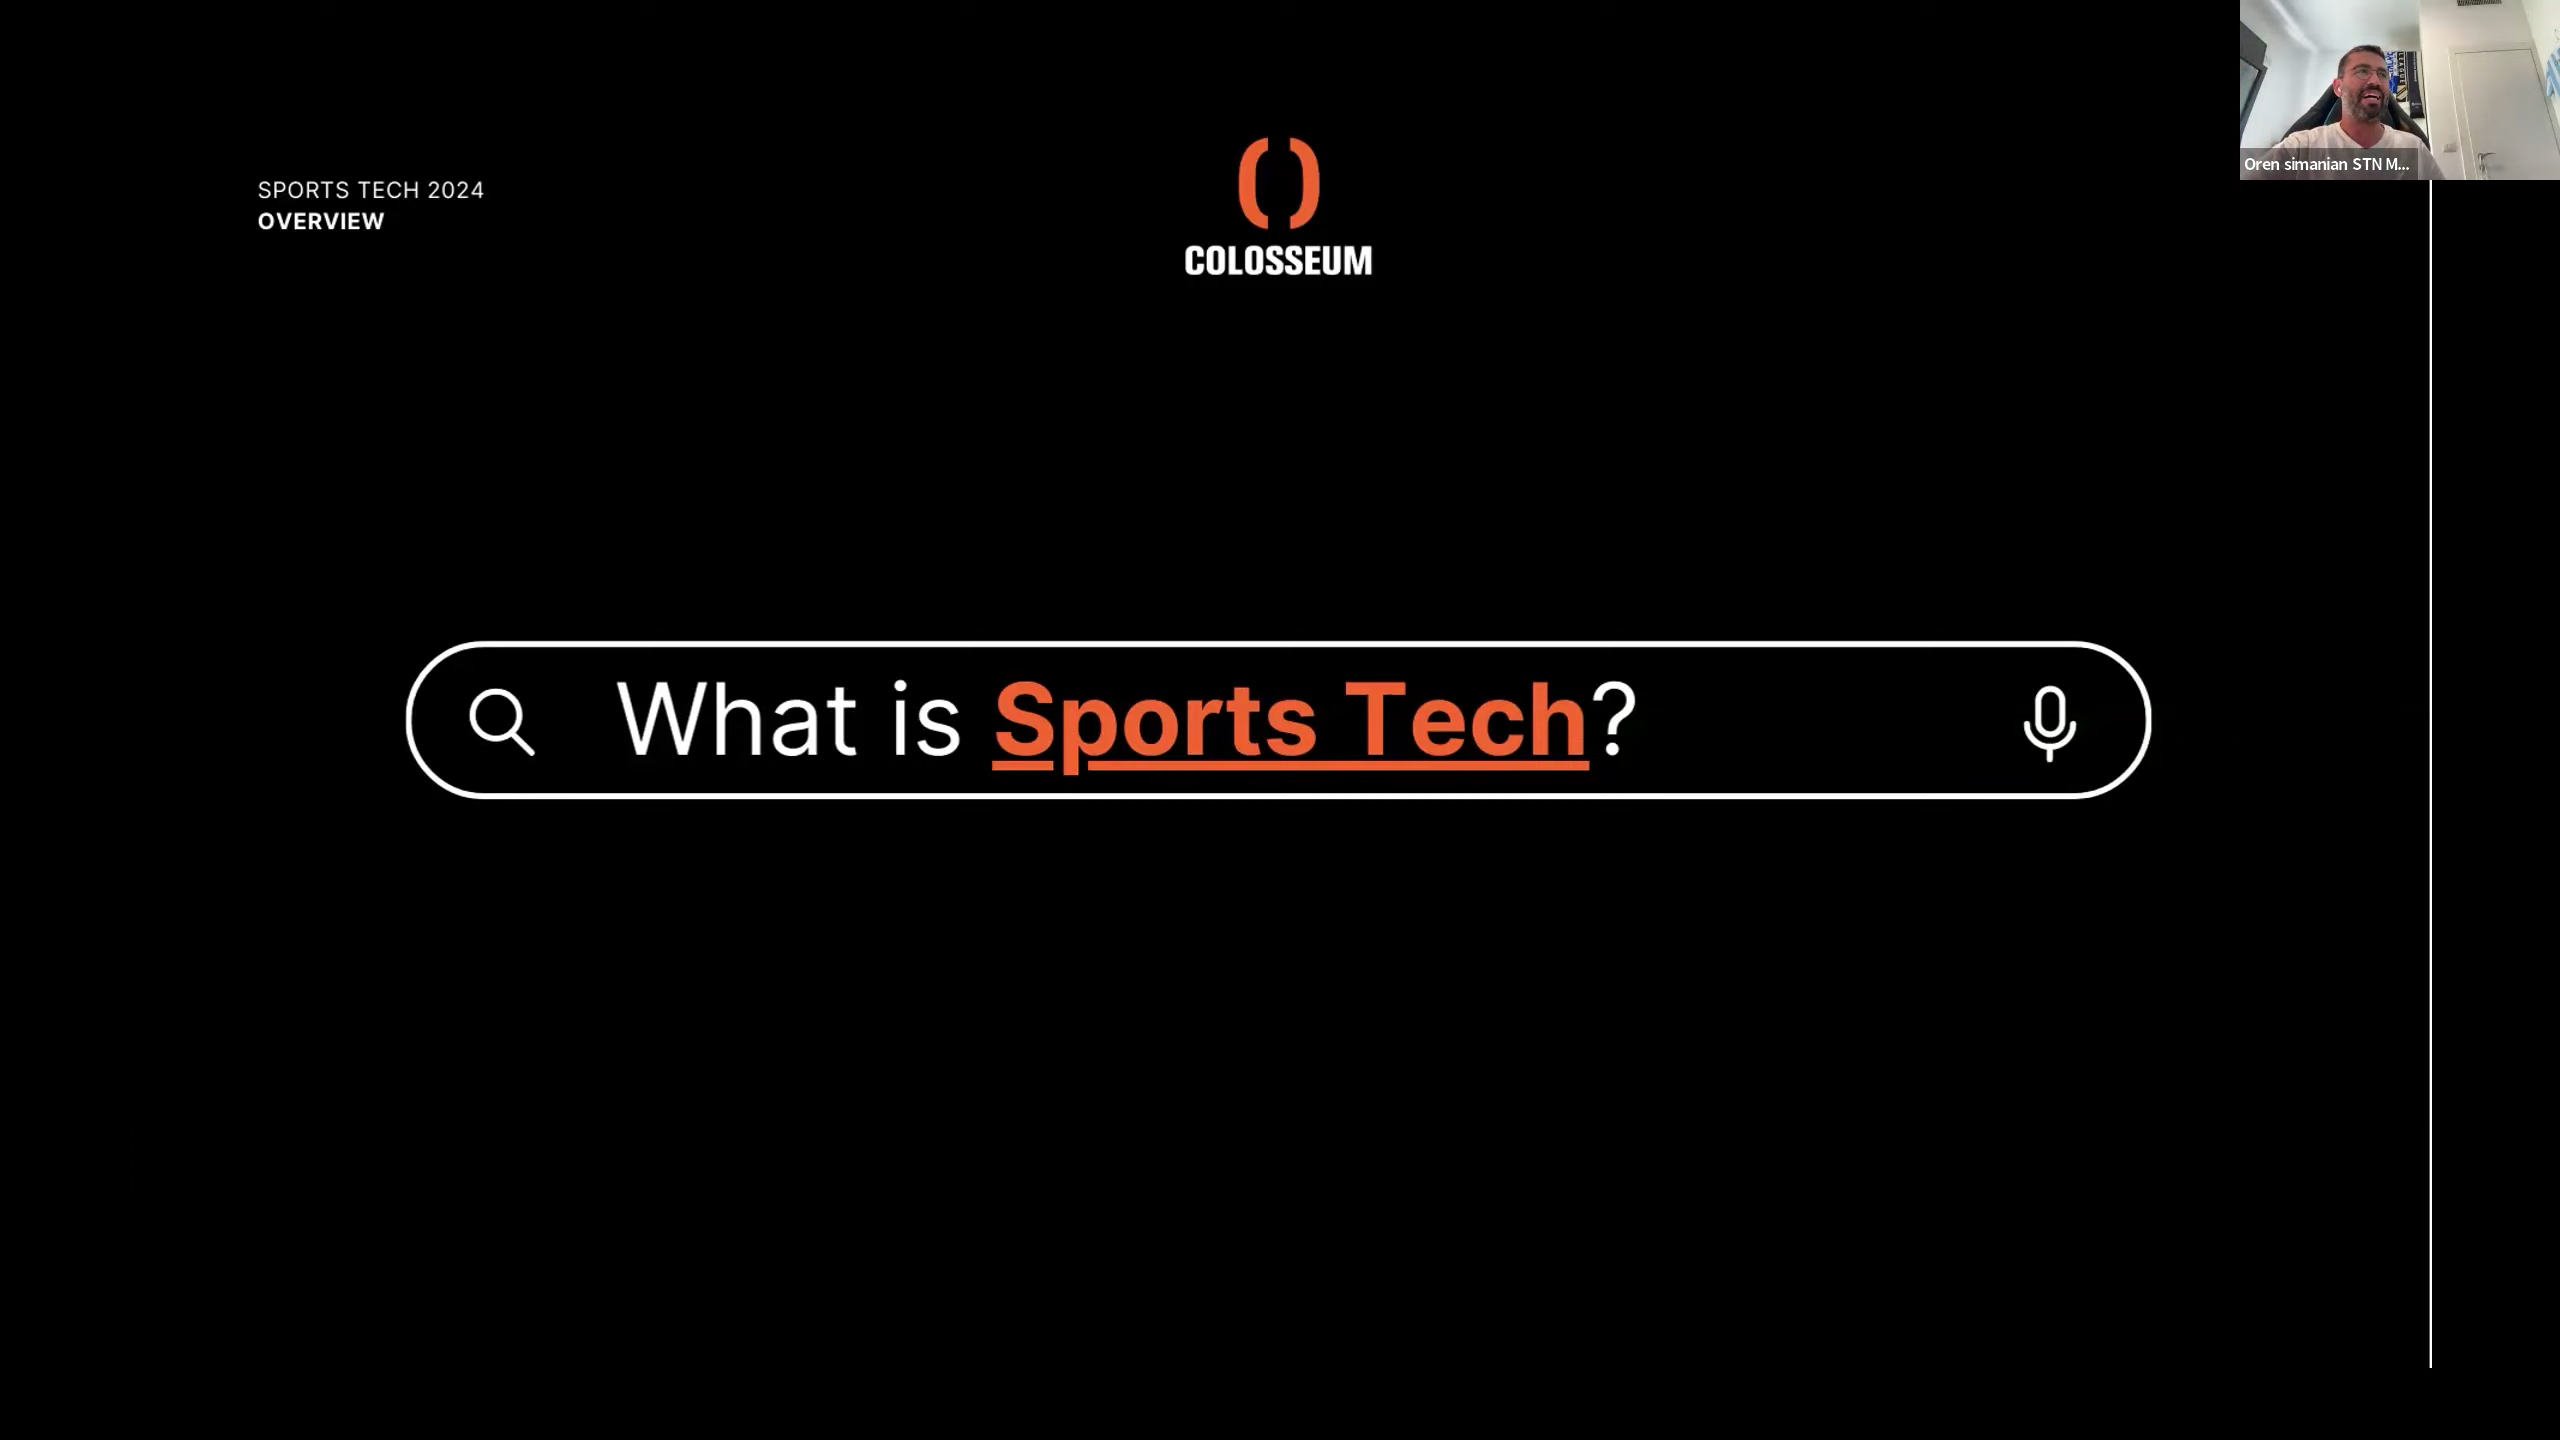 SPORTS TECH 2024
OVERVIEW
COLOSSEUM
What is Sports Tech?
Oren simanian STN M...